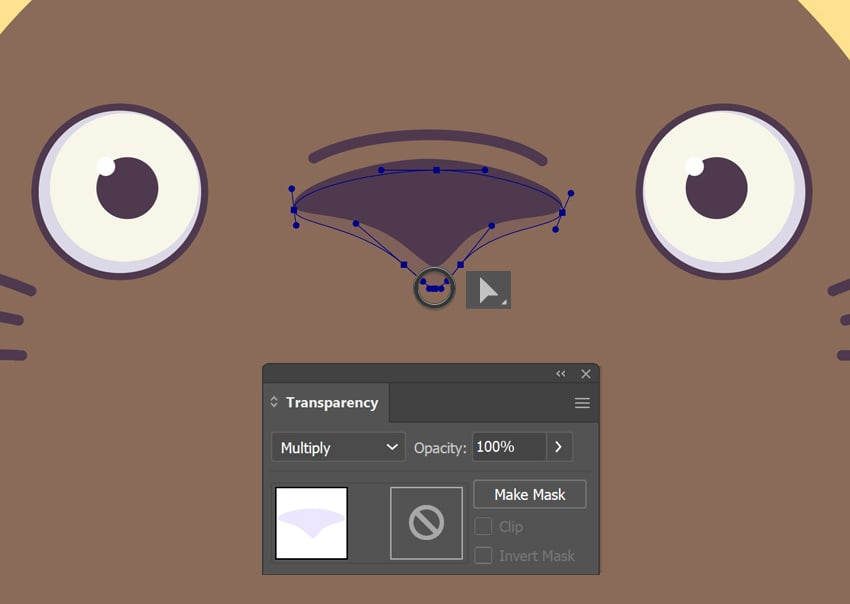 Transparency
Multiply Opacity: 100%
Make Mask
Clip
Invert Mask